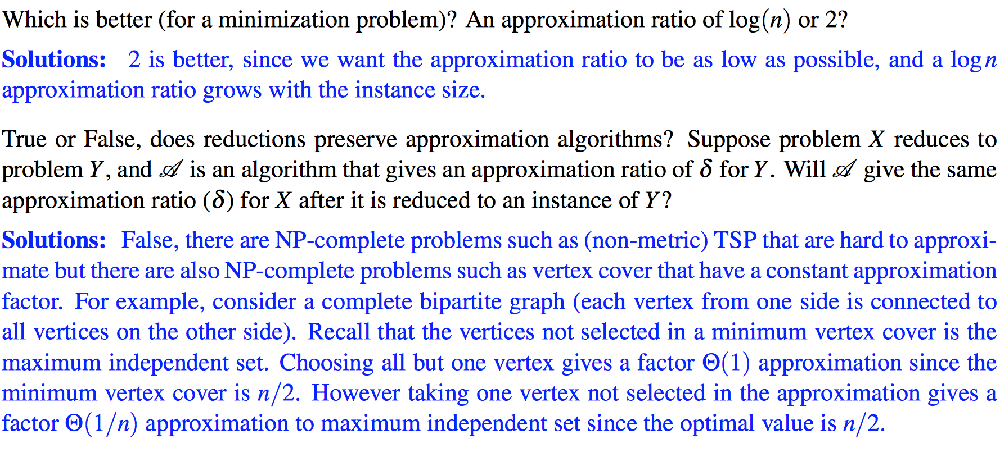 Which is better (for a minimization problem)? An approximation ratio of log(n) or 2?
Solutions: 2 is better, since we want the approximation ratio to be as low as possible, and a log n
approximation ratio grows with the instance size.
True or False, does reductions preserve approximation algorithms? Suppose problem X reduces to
problem Y, and 𝒜 is an algorithm that gives an approximation ratio of δ for Y. Will 𝒜 give the same
approximation ratio (δ) for X after it is reduced to an instance of Y?
Solutions: False, there are NP-complete problems such as (non-metric) TSP that are hard to approxi-
mate but there are also NP-complete problems such as vertex cover that have a constant approximation
factor. For example, consider a complete bipartite graph (each vertex from one side is connected to
all vertices on the other side). Recall that the vertices not selected in a minimum vertex cover is the
maximum independent set. Choosing all but one vertex gives a factor Θ(1) approximation since the
minimum vertex cover is n/2. However taking one vertex not selected in the approximation gives a
factor Θ(1/n) approximation to maximum independent set since the optimal value is n/2.